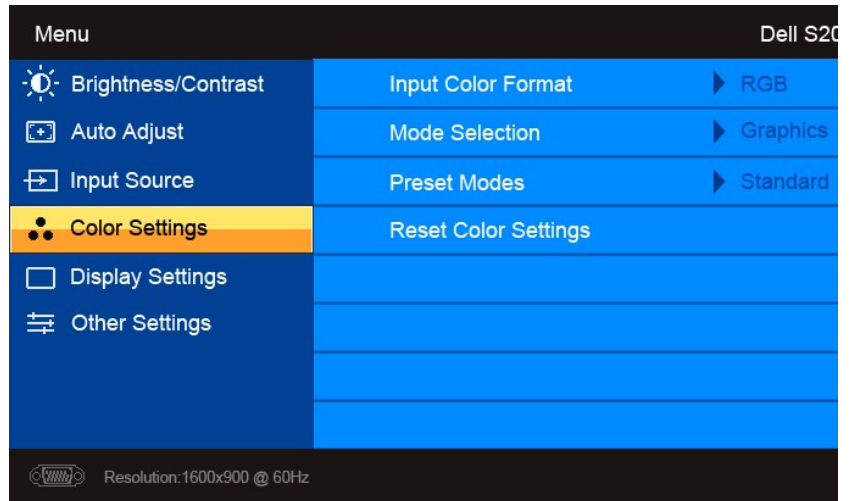 Menu
Dell S20
Brightness/Contrast
Auto Adjust
Input Source
Color Settings
Display Settings
Other Settings
Input Color Format RGB
Mode Selection Graphics
Preset Modes Standard
Reset Color Settings
Resolution:1600x900 @ 60Hz